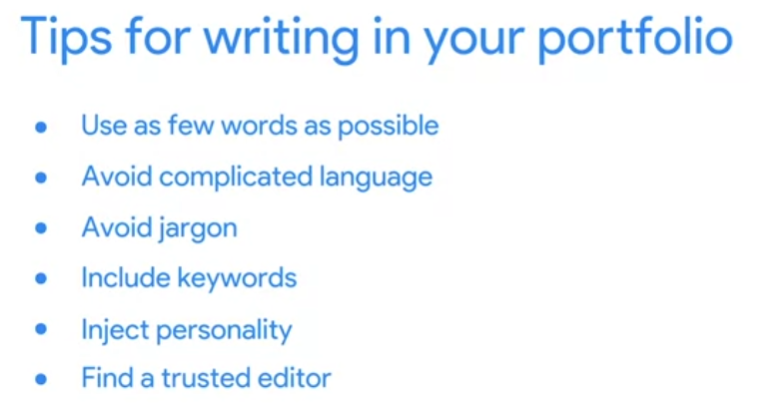 Tips for writing in your portfolio
• Use as few words as possible
• Avoid complicated language
• Avoid jargon
• Include keywords
• Inject personality
• Find a trusted editor